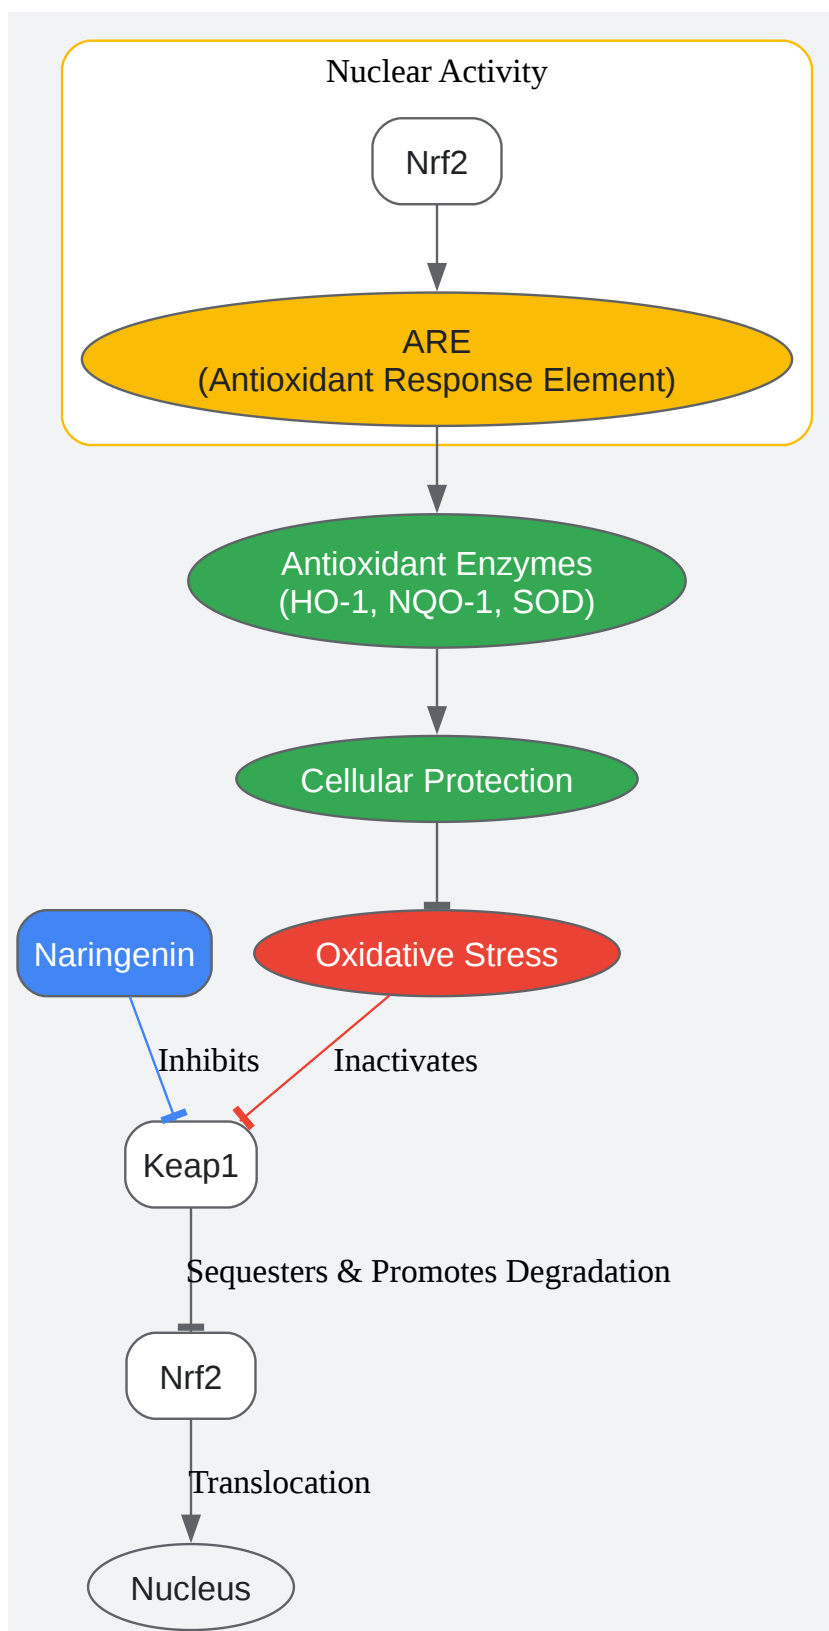 Nuclear Activity
Nrf2
ARE
(Antioxidant Response Element)
Antioxidant Enzymes
(HO-1, NQO-1, SOD)
Cellular Protection
Naringenin
Oxidative Stress
Inhibits
Inactivates
Keap1
Sequesters & Promotes Degradation
Nrf2
Translocation
Nucleus